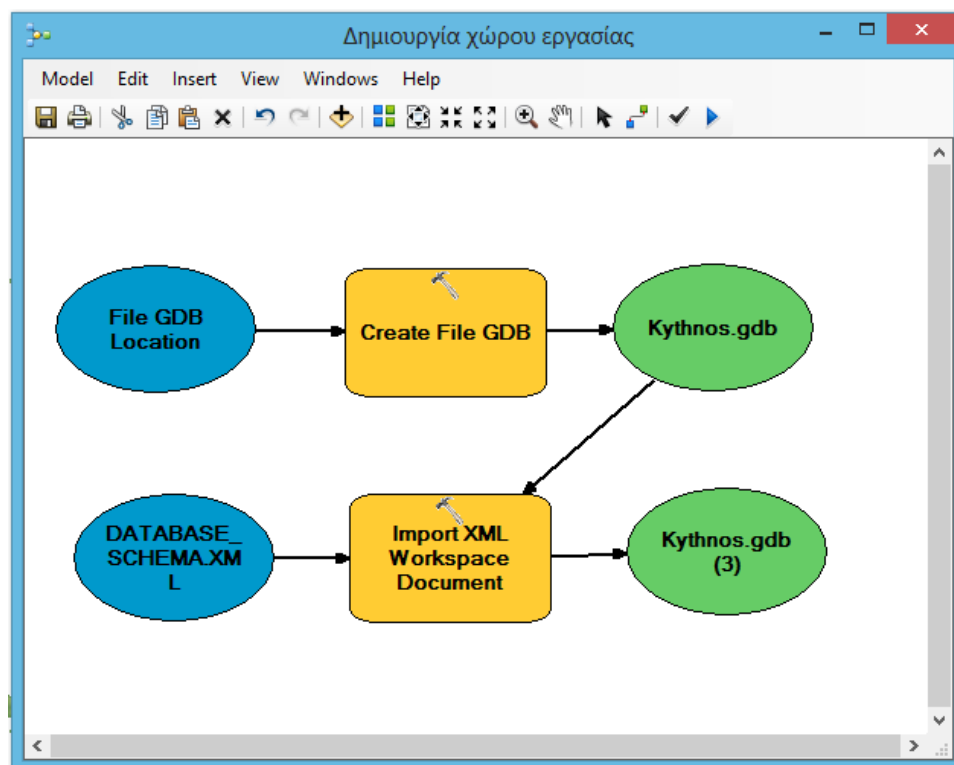 Δημιουργία χώρου εργασίας
Model Edit Insert View Windows Help
File GDB
Location
Create File GDB
Kythnos.gdb
DATABASE_
SCHEMA.XM
L
Import XML
Workspace
Document
Kythnos.gdb
(3)